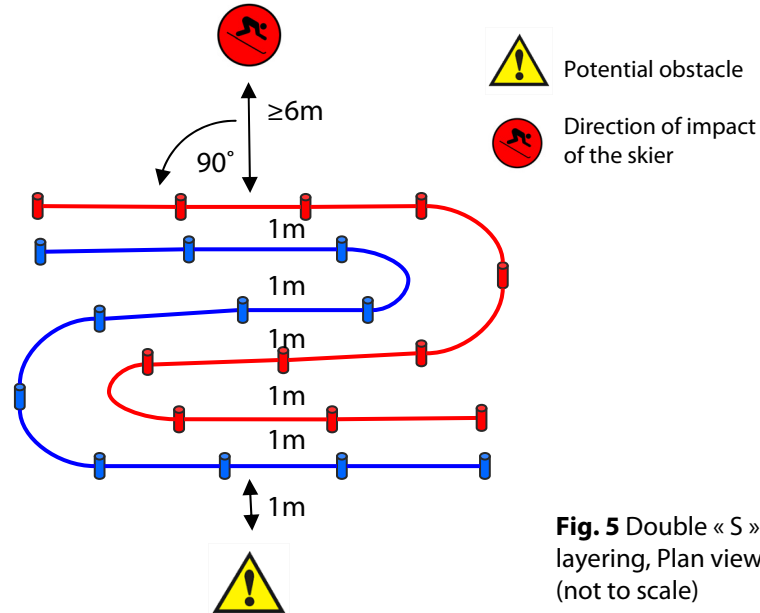 ≥6m
90°
Potential obstacle
Direction of impact
of the skier
1m
1m
1m
1m
1m
1m
Fig. 5 Double « S »
layering, Plan view
(not to scale)